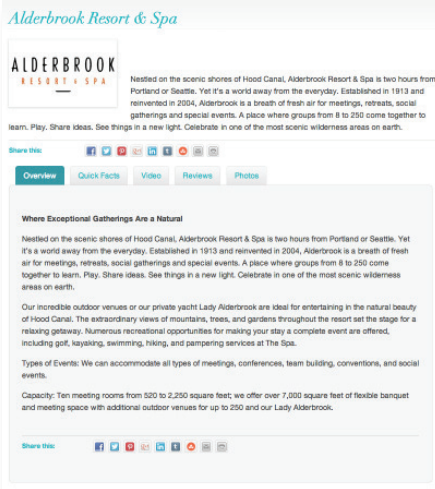 Alderbrook Resort & Spa
ALDERBROOK
RESORT & SPA
Nestled on the scenic shores of Hood Canal, Alderbrook Resort & Spa is two hours from
Portland or Seattle. Yet it's a world away from the everyday. Established in 1913 and
reinvented in 2004, Alderbrook is a breath of fresh air for meetings, retreats, social
gatherings and special events. A place where groups from 8 to 250 come together to
learn. Play. Share ideas. See things in a new light. Celebrate in one of the most scenic wilderness areas on earth.
Share this:
Overview Quick Facts Video Reviews Photos
Where Exceptional Gatherings Are a Natural
Nestled on the scenic shores of Hood Canal, Alderbrook Resort & Spa is two hours from Portland or Seattle. Yet
it's a world away from the everyday. Established in 1913 and reinvented in 2004, Alderbrook is a breath of fresh
air for meetings, retreats, social gatherings and special events. A place where groups from 8 to 250 come
together to learn. Play. Share ideas. See things in a new light. Celebrate in one of the most scenic wilderness
areas on earth.
Our incredible outdoor venues or our private yacht Lady Alderbrook are ideal for entertaining in the natural beauty
of Hood Canal. The extraordinary views of mountains, trees, and gardens throughout the resort set the stage for a
relaxing getaway. Numerous recreational opportunities for making your stay a complete event are offered,
including golf, kayaking, swimming, hiking, and pampering services at The Spa.
Types of Events: We can accommodate all types of meetings, conferences, team building, conventions, and social
events.
Capacity: Ten meeting rooms from 520 to 2,250 square feet; we offer over 7,000 square feet of flexible banquet
and meeting space with additional outdoor venues for up to 250 and our Lady Alderbrook.
Share this: